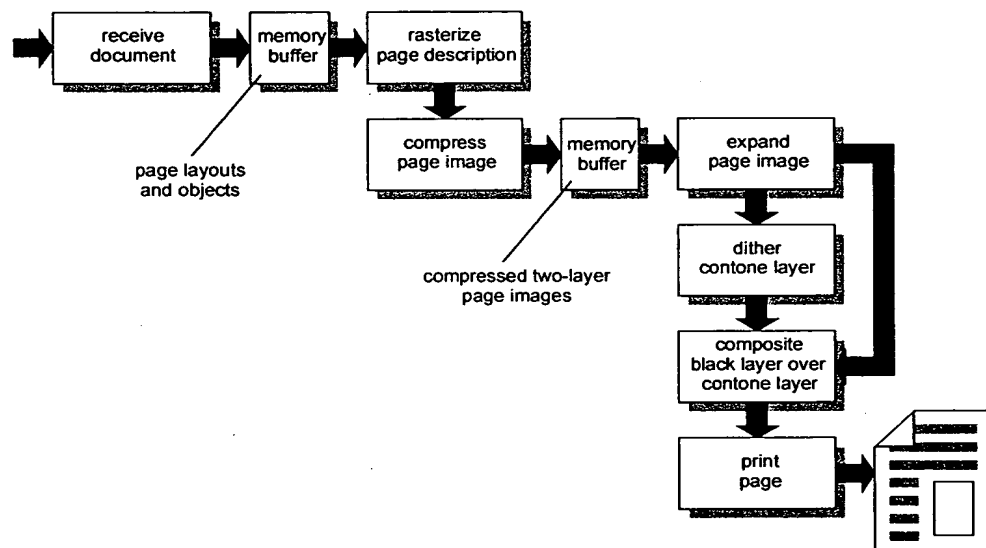 receive
document
memory
buffer
rasterize
page description
page layouts
and objects
compress
page image
memory
buffer
expand
page image
compressed two-layer
page images
dither
contone layer
composite
black layer over
contone layer
print
page